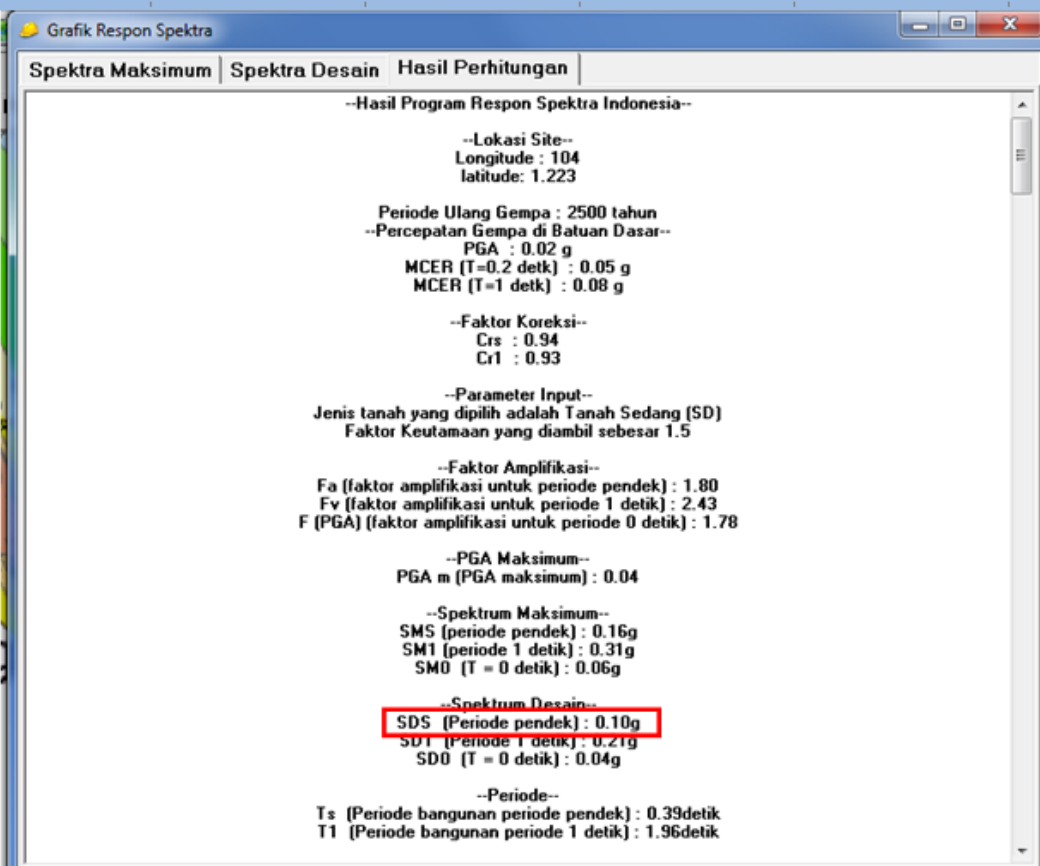 Grafik Respon Spektra
Spektra Maksimum Spektra Desain Hasil Perhitungan
--Hasil Program Respon Spektra Indonesia--
--Lokasi Site--
Longitude : 104
latitude: 1.223
Periode Ulang Gempa : 2500 tahun
--Percepatan Gempa di Batuan Dasar--
PGA : 0.02 g
MCER (T=0.2 detk) : 0.05 g
MCER (T=1 detk) : 0.08 g
--Faktor Koreksi--
Crs : 0.94
Cr1 : 0.93
--Parameter Input--
Jenis tanah yang dipilih adalah Tanah Sedang (SD)
Faktor Keutamaan yang diambil sebesar 1.5
--Faktor Amplifikasi--
Fa (faktor amplifikasi untuk periode pendek) : 1.80
Fv (faktor amplifikasi untuk periode 1 detik) : 2.43
F (PGA) (faktor amplifikasi untuk periode 0 detik) : 1.78
--PGA Maksimum--
PGA m (PGA maksimum) : 0.04
--Spektrum Maksimum--
SMS (periode pendek) : 0.16g
SM1 (periode 1 detik) : 0.31g
SM0 (T = 0 detik) : 0.06g
--Spektrum Desain--
SDS (Periode pendek) : 0.10g
SD1 (Periode 1 detik) : 0.21g
SD0 (T = 0 detik) : 0.04g
--Periode--
Ts (Periode bangunan periode pendek) : 0.39detik
T1 (Periode bangunan periode 1 detik) : 1.96detik